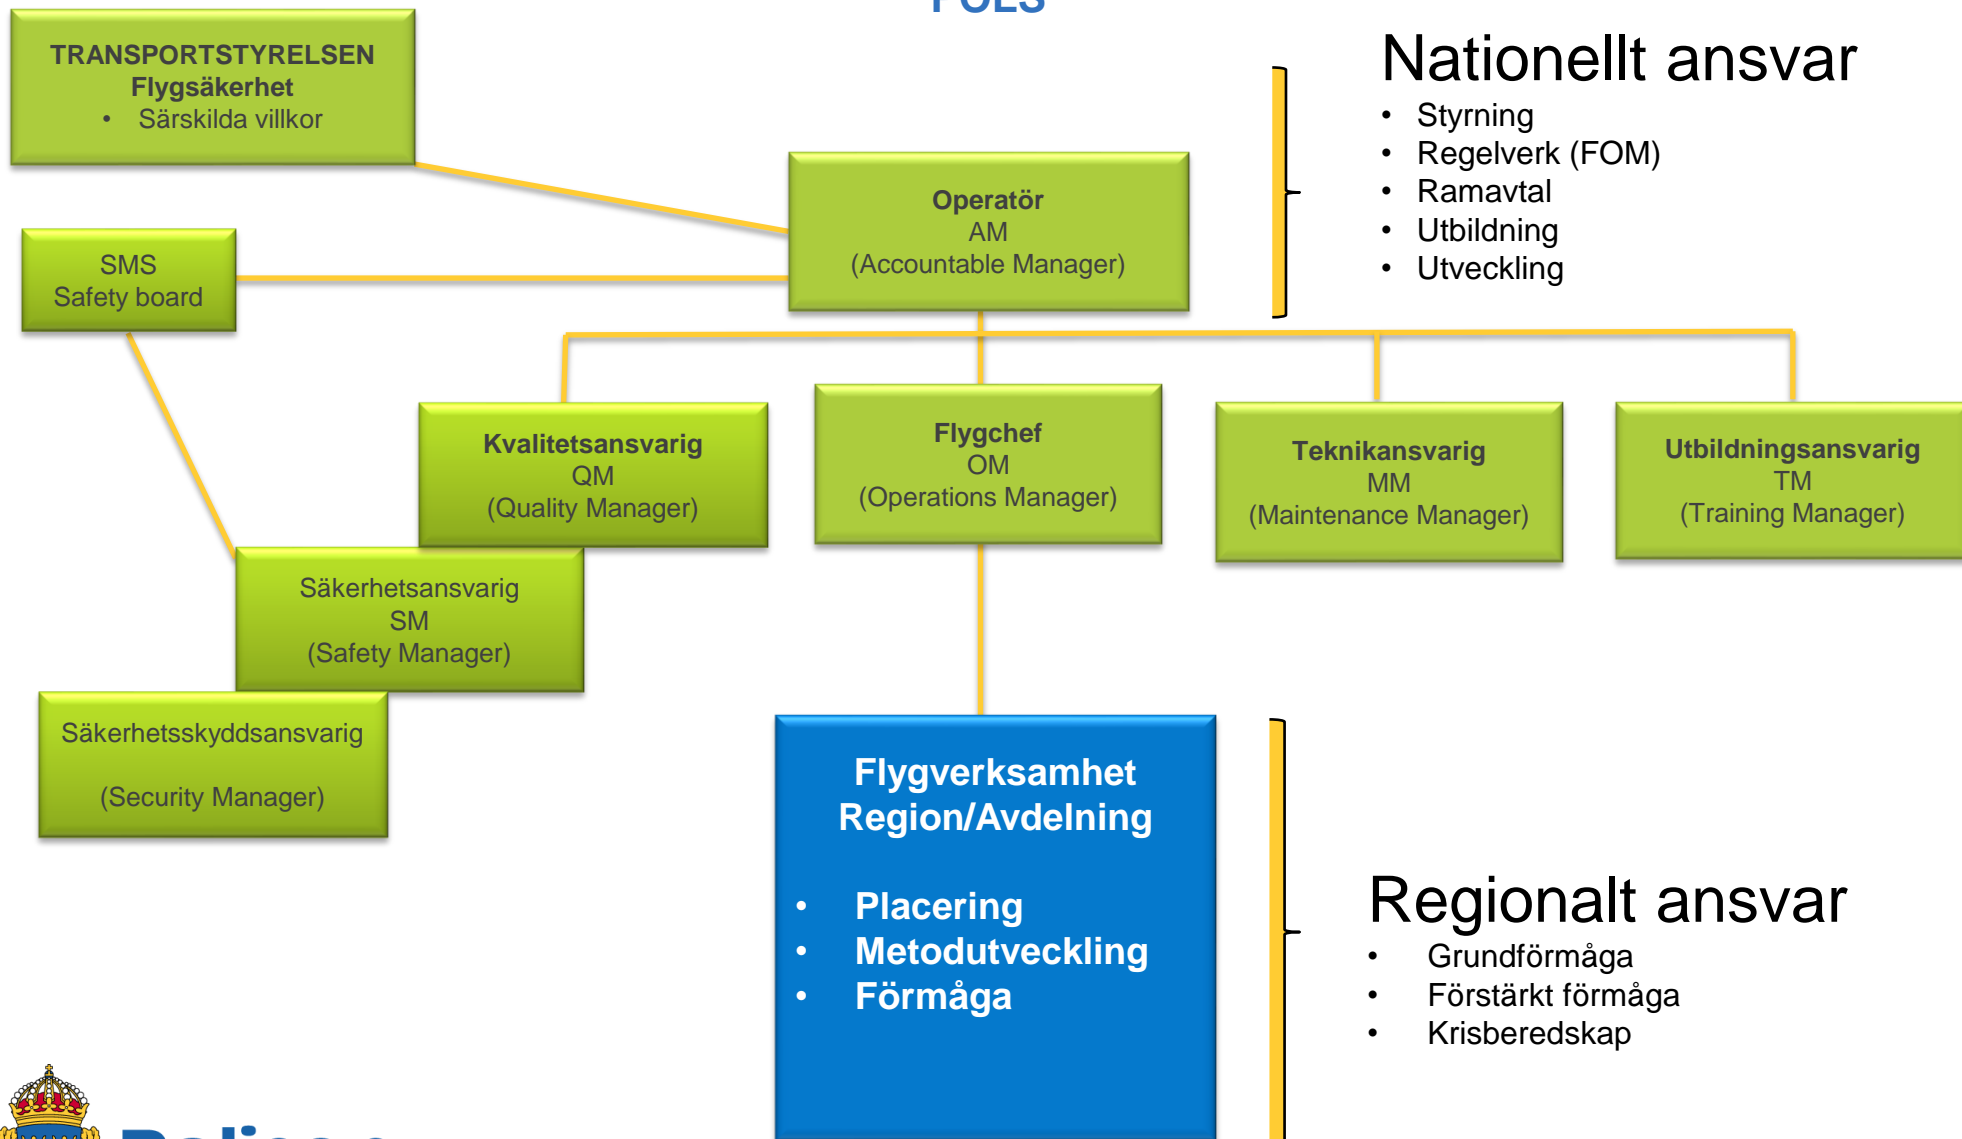 TRANSPORTSTYRELSEN
Flygsäkerhet
• Särskilda villkor
Operatör
AM
(Accountable Manager)
Nationellt ansvar
• Styrning
• Regelverk (FOM)
• Ramavtal
• Utbildning
• Utveckling
SMS
Safety board
Kvalitetsansvarig
QM
(Quality Manager)
Flygchef
OM
(Operations Manager)
Teknikansvarig
MM
(Maintenance Manager)
Utbildningsansvarig
TM
(Training Manager)
Säkerhetsansvarig
SM
(Safety Manager)
Säkerhetsskyddsansvarig
(Security Manager)
Flygverksamhet
Region/Avdelning
• Placering
• Metodutveckling
• Förmåga
Regionalt ansvar
• Grundförmåga
• Förstärkt förmåga
• Krisberedskap